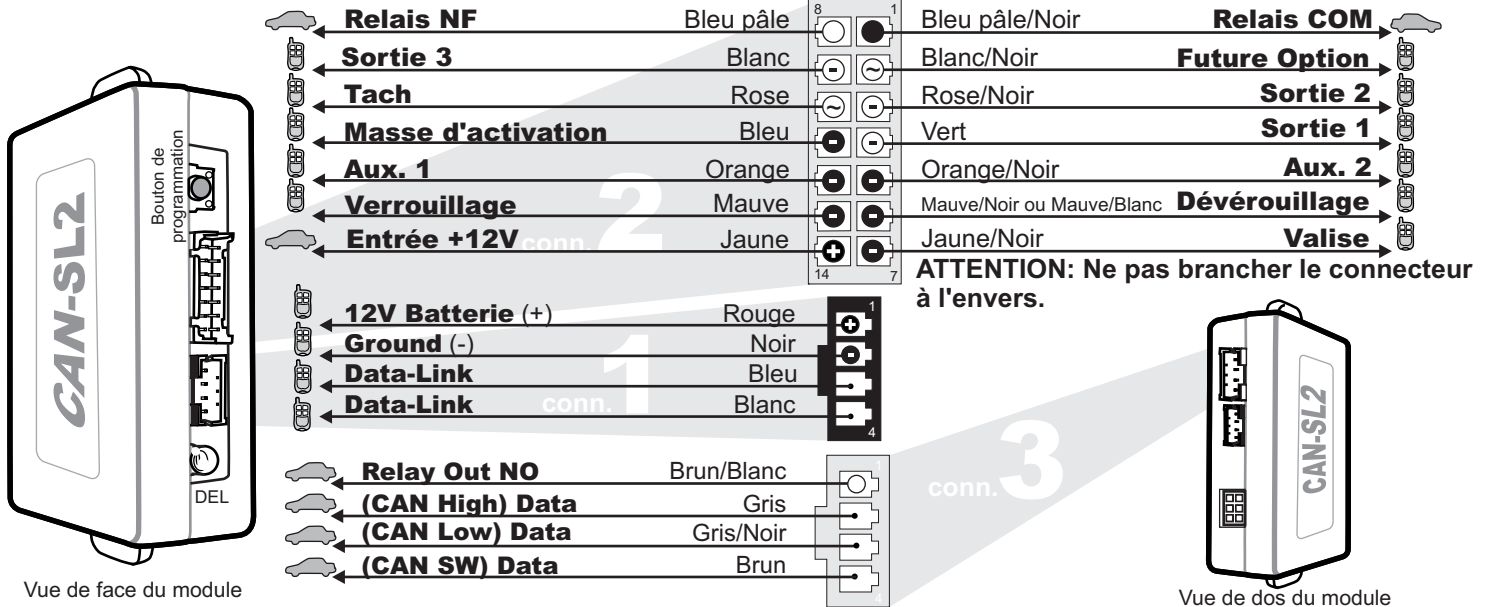 8 1
Relais NF Bleu pâle Bleu pâle/Noir Relais COM
Sortie 3 Blanc Blanc/Noir Future Option
Tach Rose Rose/Noir Sortie 2
Masse d'activation Bleu Vert Sortie 1
Aux. 1 Orange Orange/Noir Aux. 2
Verrouillage Mauve Mauve/Noir ou Mauve/Blanc Dévérouillage
Entrée +12V conn. 2 Jaune Jaune/Noir Valise
14 7
ATTENTION: Ne pas brancher le connecteur
à l'envers.
Bouton de
programmation
CAN-SL2
DEL
Vue de face du module
1
12V Batterie (+) Rouge
Ground (-) Noir
Data-Link Bleu
Data-Link conn. 1 Blanc
4
1
Relay Out NO Brun/Blanc
(CAN High) Data Gris
(CAN Low) Data Gris/Noir
(CAN SW) Data Brun
4
conn. 3
CAN-SL2
Vue de dos du module